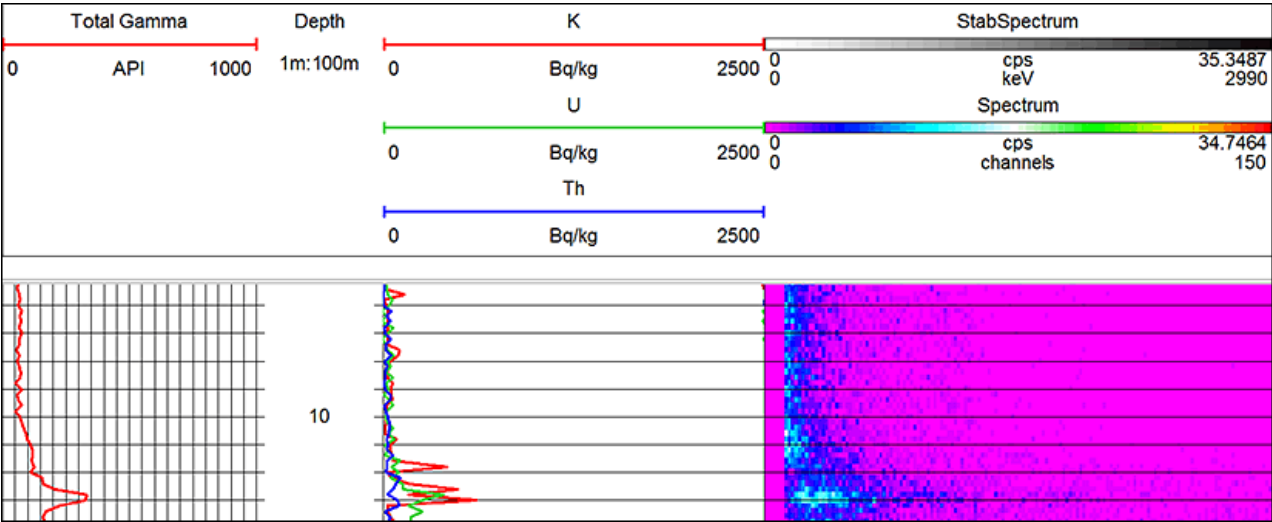 Total Gamma Depth K StabSpectrum
0 API 1000 1m:100m 0 Bq/kg 2500 0 cps 35.3487
0 keV 2990
U Spectrum
0 Bq/kg 2500 0 cps 34.7464
0 channels 150
Th
0 Bq/kg 2500
10